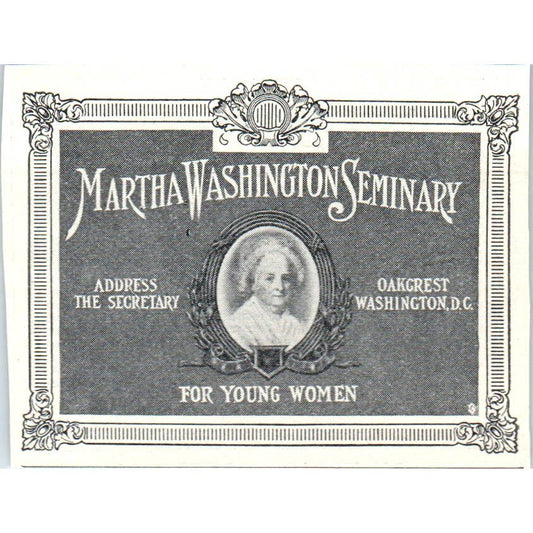 MARTHA WASHINGTON SEMINARY
ADDRESS
THE SECRETARY
OAKCREST
WASHINGTON, D.C.
FOR YOUNG WOMEN